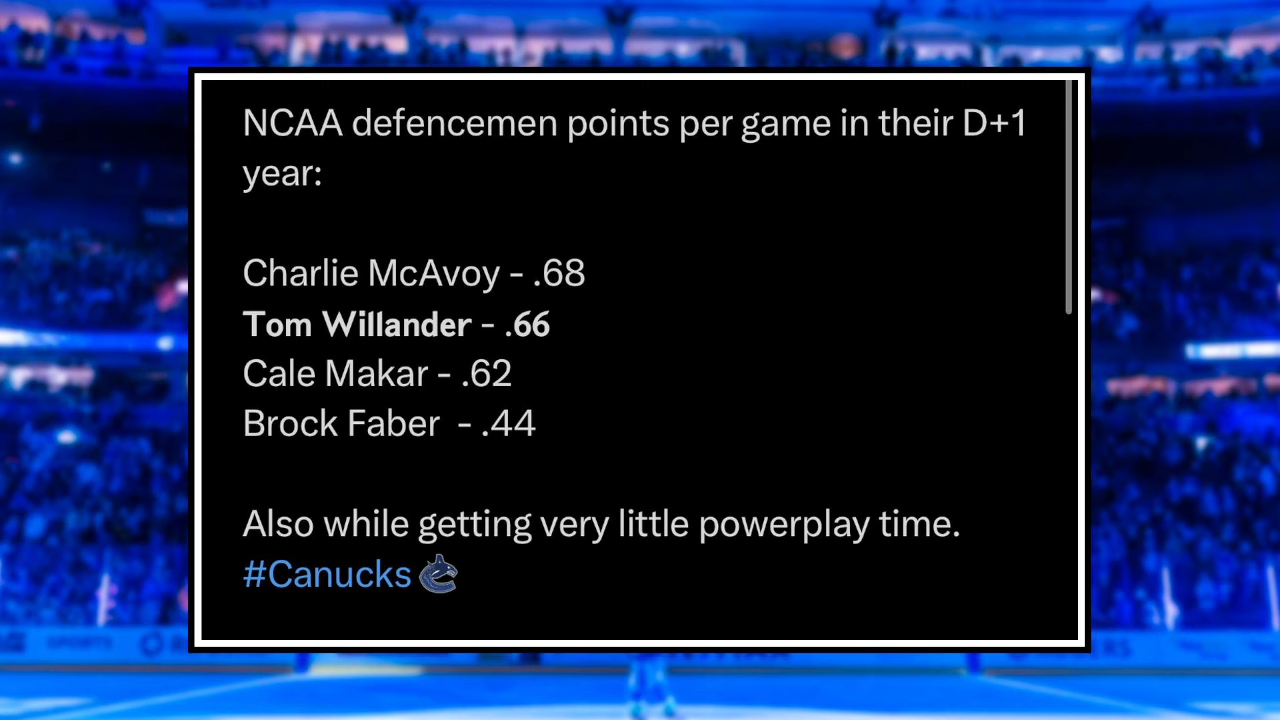 NCAA defencemen points per game in their D+1
year:
Charlie McAvoy - .68
Tom Willander - .66
Cale Makar - .62
Brock Faber - .44
Also while getting very little powerplay time.
#Canucks
SPORTS